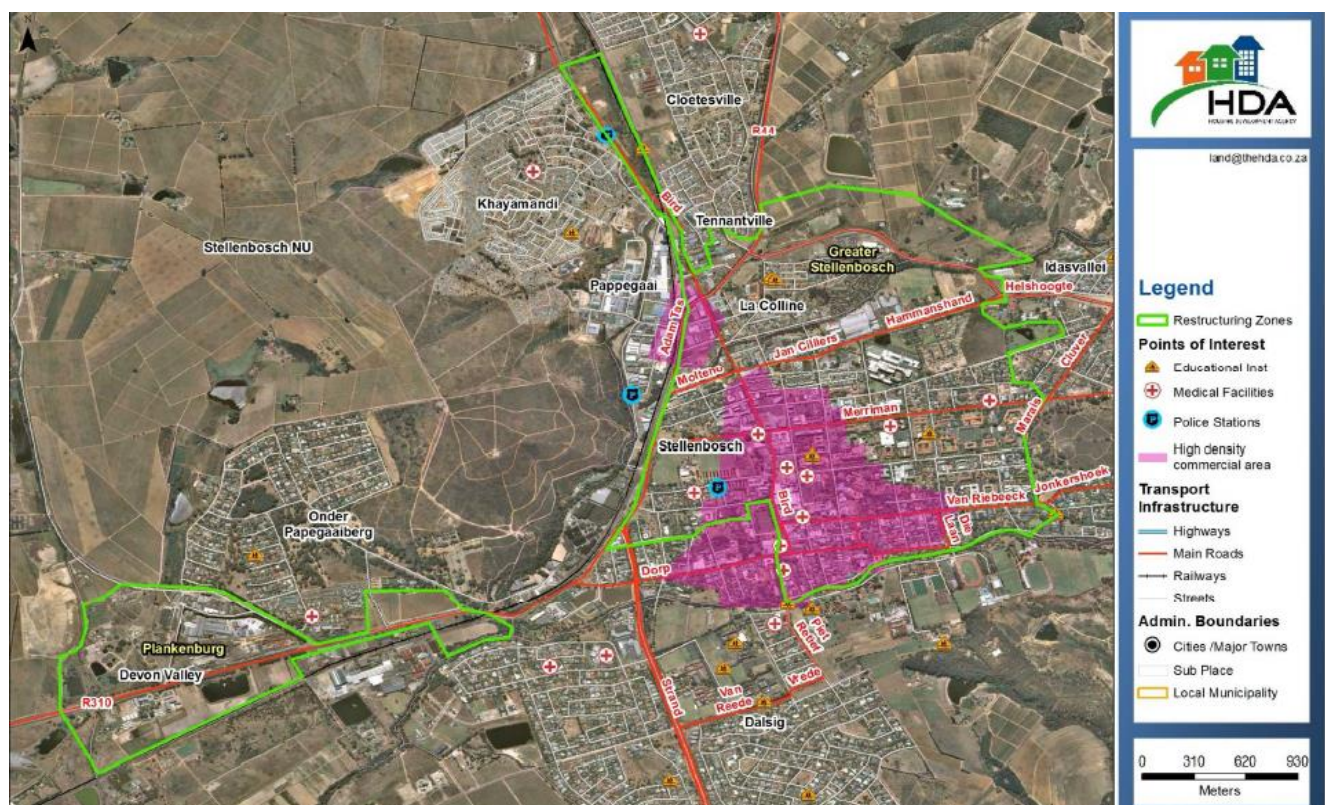 N
Cloetesville
R44
Khayamandi
Bird
Tennantville
Stellenbosch NU
Greater
Stellenbosch
Idasvallei
Helshoogte
Pappegaai
La Colline
Hammanshand
Adam Tas
Jan Cilliers
Molteno
Cluver
Merriman
Marais
Stellenbosch
Jonkershoek
Van Riebeeck
Bird
Die
Laan
Onder
Papegaaiberg
Dorp
Piet
Retief
Plankenburg
Devon Valley
Strand
Van
Reede
Vrede
R310
Dalsig
HDA
HOUSING DEVELOPMENT AGENCY
land@thehda.co.za
Legend
Restructuring Zones
Points of Interest
Educational Inst
Medical Facilities
Police Stations
High density
commercial area
Transport
Infrastructure
Highways
Main Roads
Railways
Streets
Admin. Boundaries
Cities /Major Towns
Sub Place
Local Municipality
0 310 620 930
Meters